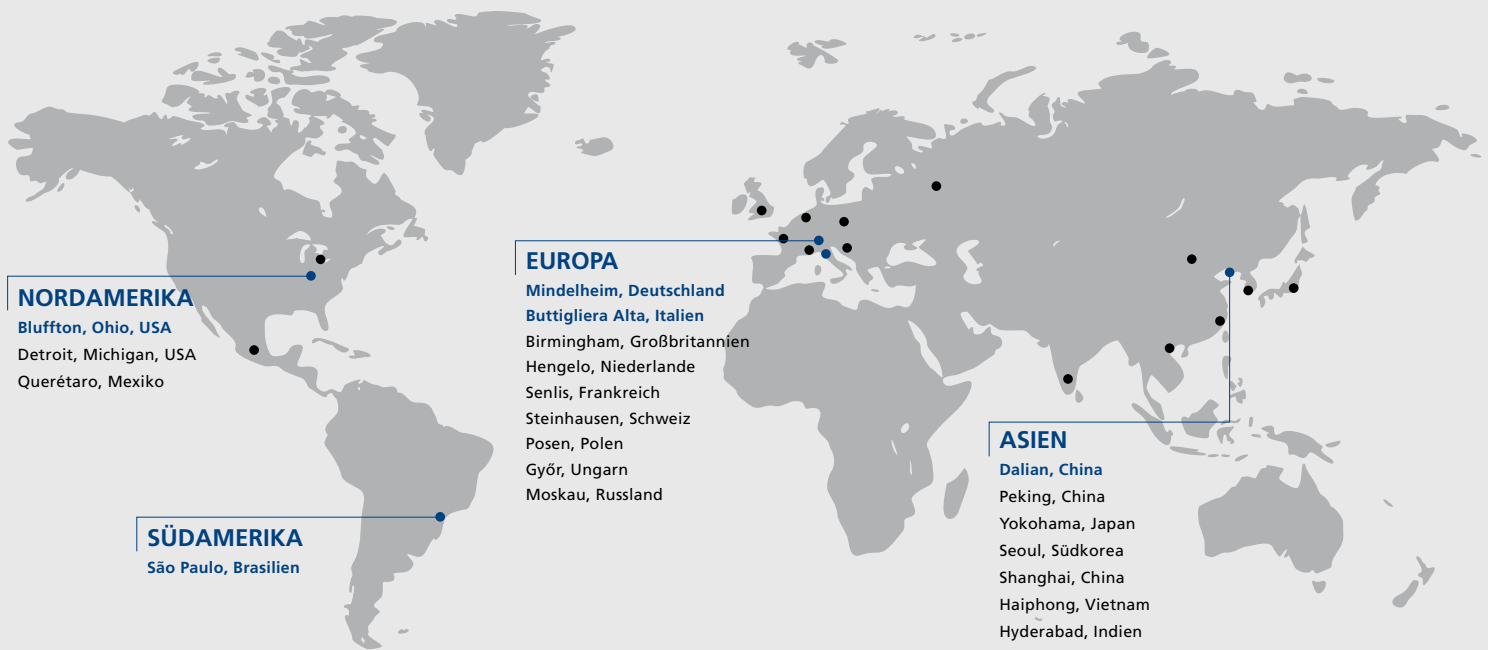 NORDAMERIKA
Bluffton, Ohio, USA
Detroit, Michigan, USA
Querétaro, Mexiko
SÜDAMERIKA
São Paulo, Brasilien
EUROPA
Mindelheim, Deutschland
Buttigliera Alta, Italien
Birmingham, Großbritannien
Hengelo, Niederlande
Senlis, Frankreich
Steinhausen, Schweiz
Posen, Polen
Győr, Ungarn
Moskau, Russland
ASIEN
Dalian, China
Peking, China
Yokohama, Japan
Seoul, Südkorea
Shanghai, China
Haiphong, Vietnam
Hyderabad, Indien